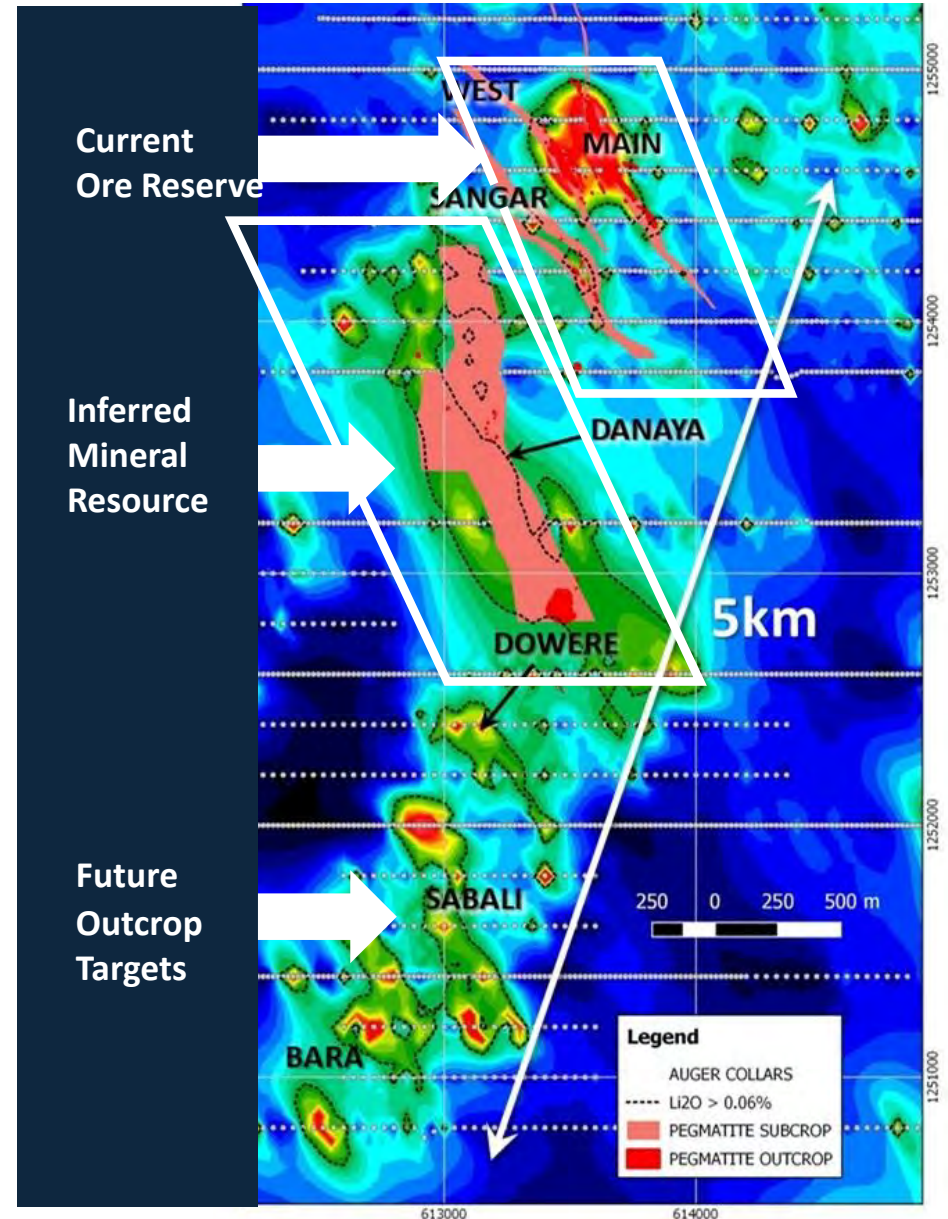 Current
Ore Reserve
Inferred
Mineral
Resource
Future
Outcrop
Targets
WEST
MAIN
SANGAR
DANAYA
DOWERE
5km
SABALI
BARA
250 0 250 500 m
Legend
AUGER COLLARS
Li2O > 0.06%
PEGMATITE SUBCROP
PEGMATITE OUTCROP
1255000
1254000
1253000
1252000
1251000
613000 614000